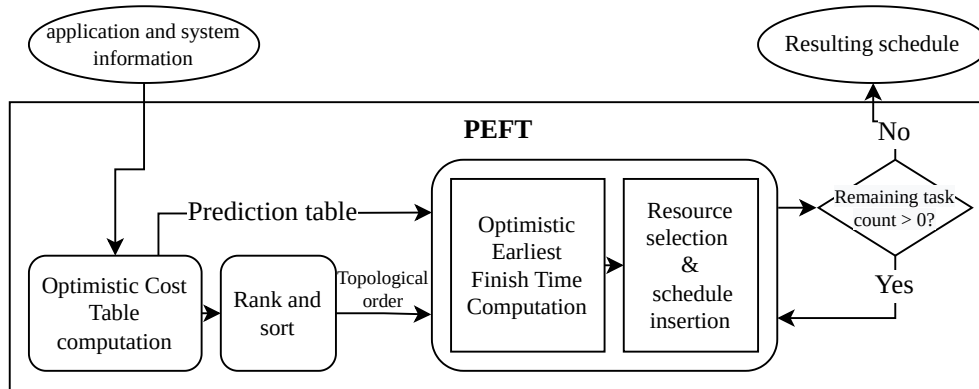 application and system
information
Resulting schedule
PEFT
No
Prediction table
Remaining task
count > 0?
Optimistic
Earliest
Finish Time
Computation
Resource
selection
&
schedule
insertion
Optimistic Cost
Table
computation
Rank and
sort
Topological
order
Yes